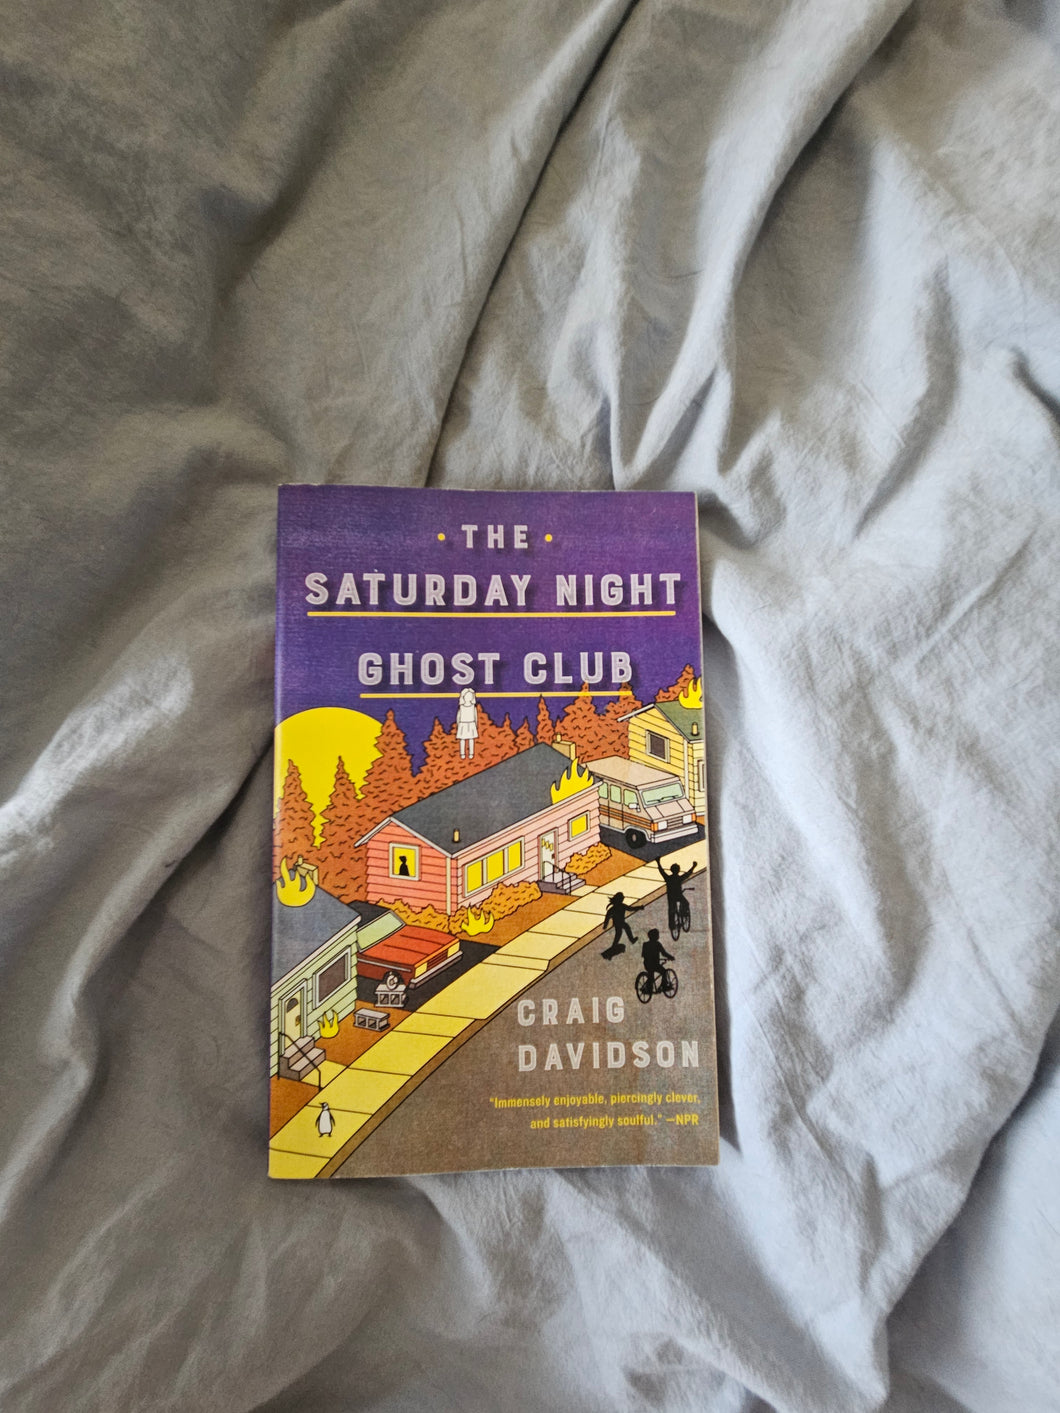 • THE •
SATURDAY NIGHT
GHOST CLUB
CRAIG
DAVIDSON
"Immensely enjoyable, piercingly clever,
and satisfyingly soulful." —NPR